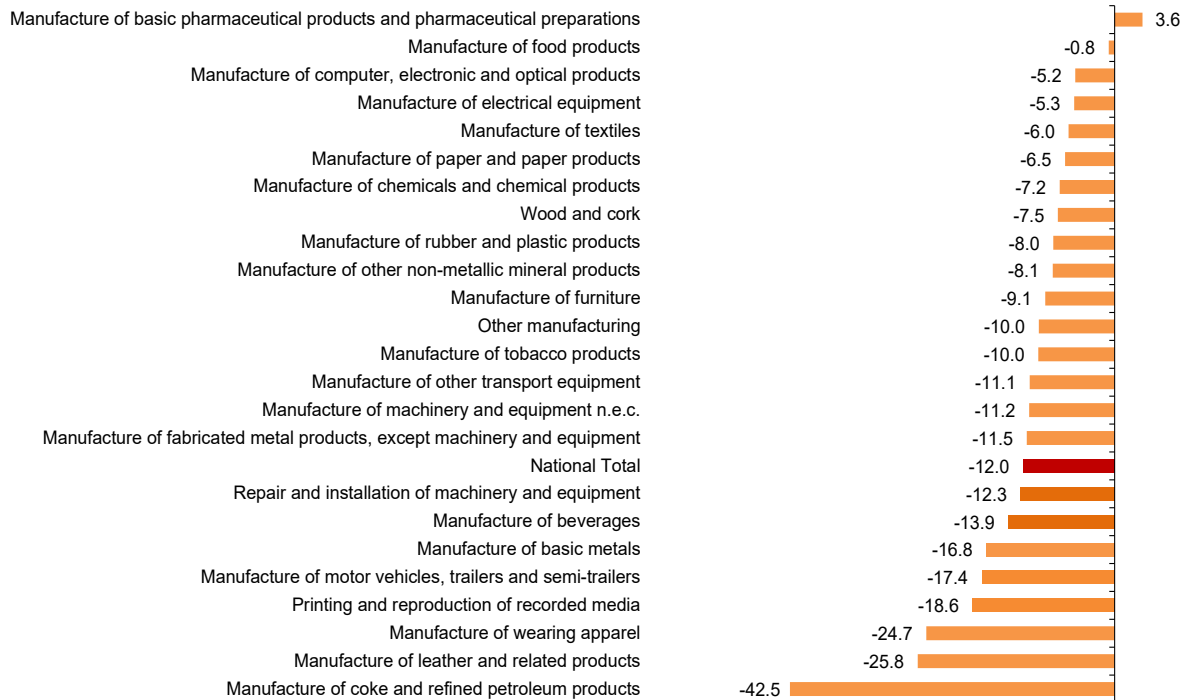 Manufacture of basic pharmaceutical products and pharmaceutical preparations 3.6
Manufacture of food products -0.8
Manufacture of computer, electronic and optical products -5.2
Manufacture of electrical equipment -5.3
Manufacture of textiles -6.0
Manufacture of paper and paper products -6.5
Manufacture of chemicals and chemical products -7.2
Wood and cork -7.5
Manufacture of rubber and plastic products -8.0
Manufacture of other non-metallic mineral products -8.1
Manufacture of furniture -9.1
Other manufacturing -10.0
Manufacture of tobacco products -10.0
Manufacture of other transport equipment -11.1
Manufacture of machinery and equipment n.e.c. -11.2
Manufacture of fabricated metal products, except machinery and equipment -11.5
National Total -12.0
Repair and installation of machinery and equipment -12.3
Manufacture of beverages -13.9
Manufacture of basic metals -16.8
Manufacture of motor vehicles, trailers and semi-trailers -17.4
Printing and reproduction of recorded media -18.6
Manufacture of wearing apparel -24.7
Manufacture of leather and related products -25.8
Manufacture of coke and refined petroleum products -42.5